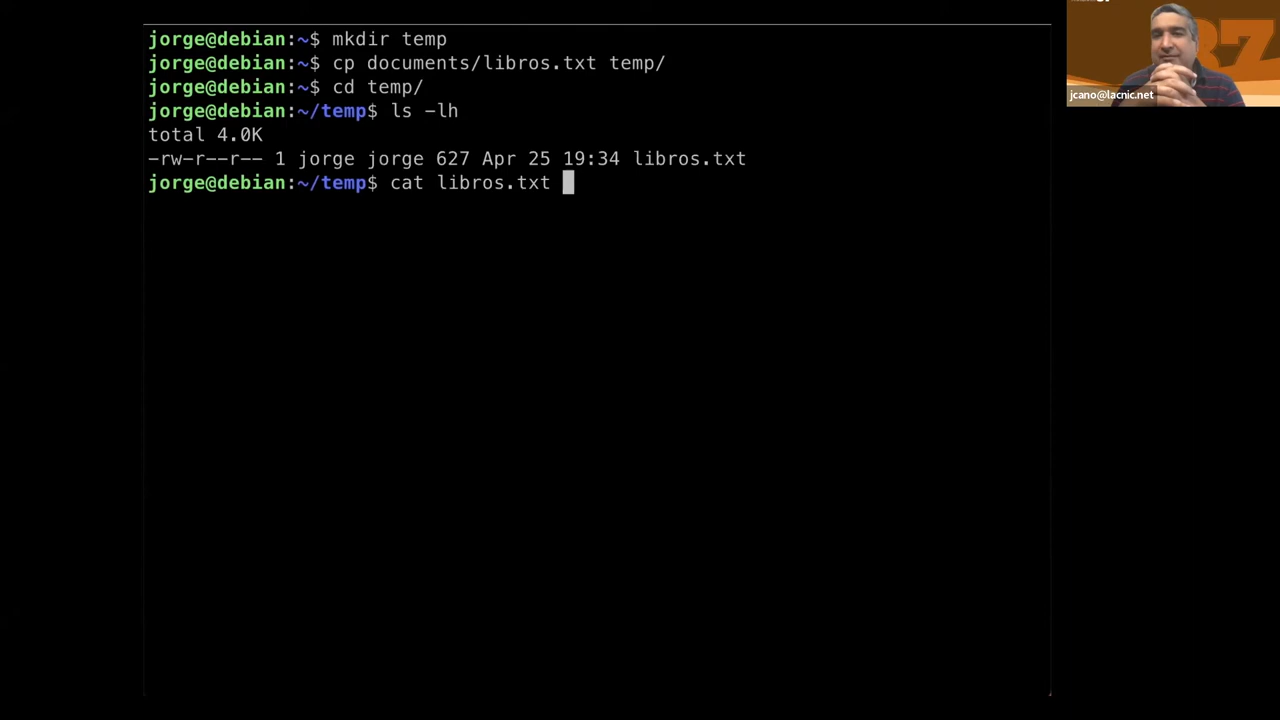 jorge@debian:~$ mkdir temp
jorge@debian:~$ cp documents/libros.txt temp/
jorge@debian:~$ cd temp/
jorge@debian:~/temp$ ls -lh
total 4.0K
-rw-r--r-- 1 jorge jorge 627 Apr 25 19:34 libros.txt
jorge@debian:~/temp$ cat libros.txt
37
jcano@lacnic.net